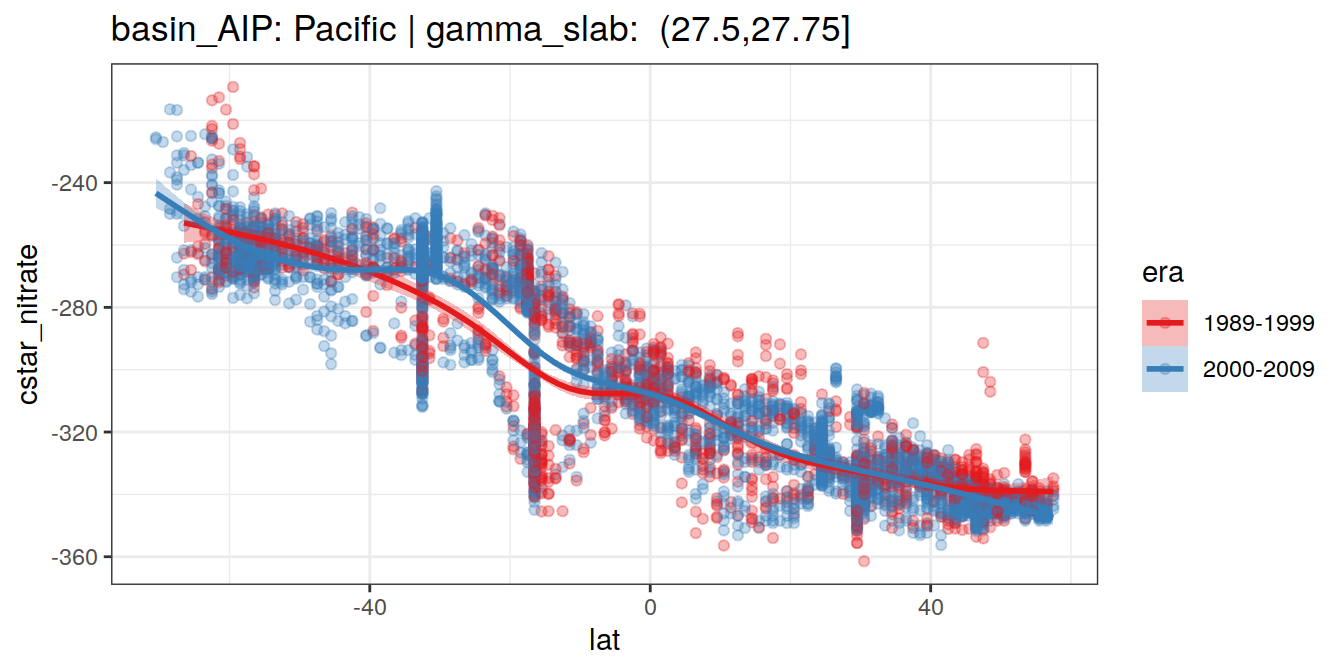 basin_AIP: Pacific | gamma_slab:  (27.5,27.75]
cstar_nitrate
-240
-280
-320
-360
-40
0
40
lat
era
1989-1999
2000-2009